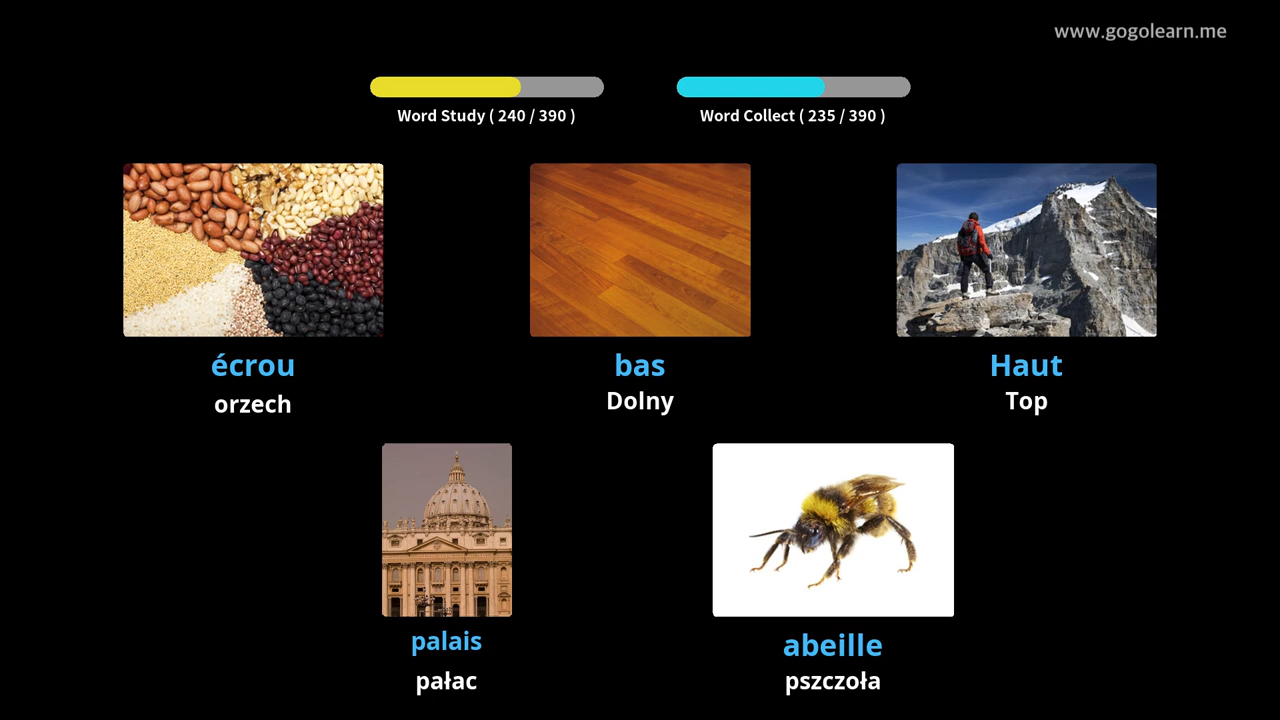 www.gogolearn.me
Word Study ( 240 / 390 )
Word Collect ( 235 / 390 )
écrou
orzech
bas
Dolny
Haut
Top
palais
pałac
abeille
pszczoła